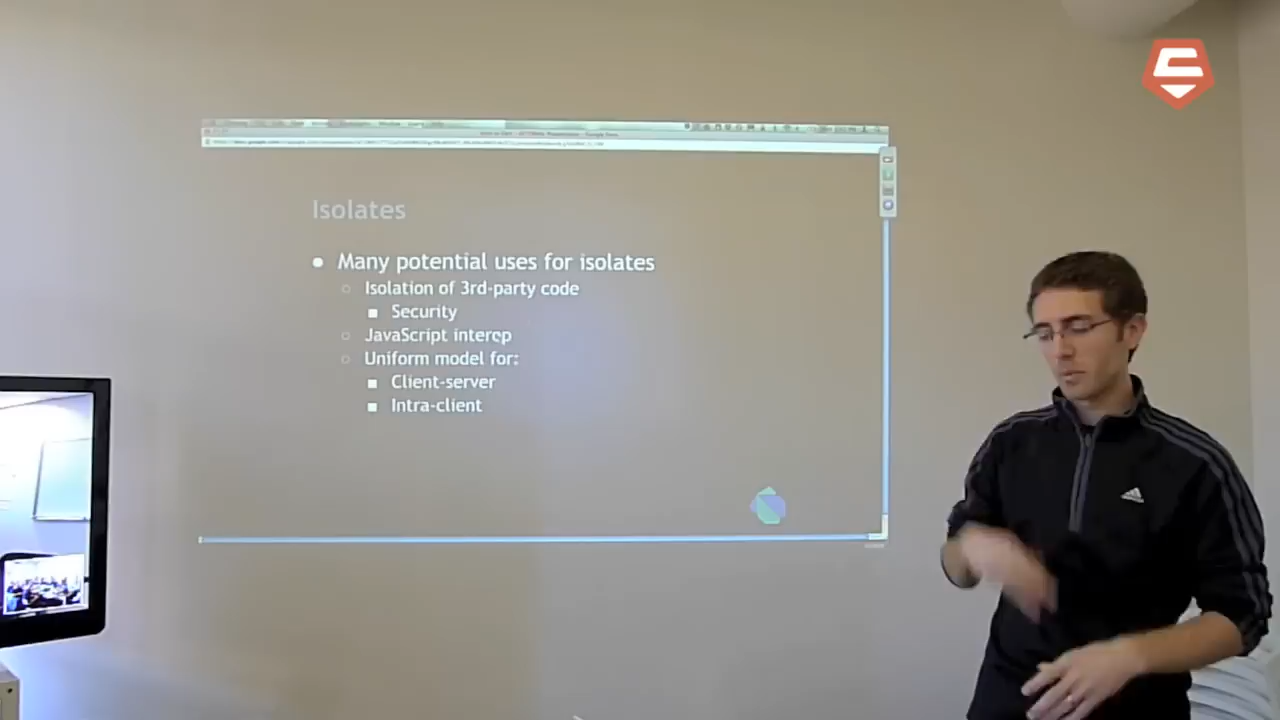 Isolates
Many potential uses for isolates
Isolation of 3rd-party code
Security
JavaScript interop
Uniform model for:
Client-server
Intra-client